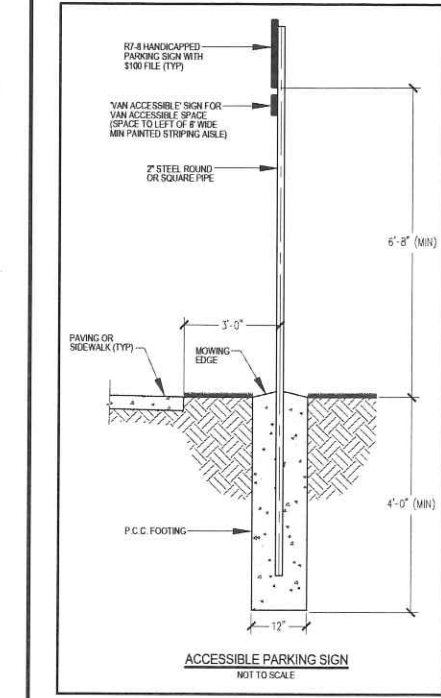 R7-8 HANDICAPPED
PARKING SIGN WITH
$100 FILE (TYP)
'VAN ACCESSIBLE' SIGN FOR
VAN ACCESSIBLE SPACE
(SPACE TO LEFT OF 8' WIDE
MIN PAINTED STRIPING AISLE)
2" STEEL ROUND
OR SQUARE PIPE
6'-8" (MIN)
3'-0"
PAVING OR
SIDEWALK (TYP)
MOWING
EDGE
4'-0" (MIN)
P.C.C. FOOTING
12"
ACCESSIBLE PARKING SIGN
NOT TO SCALE